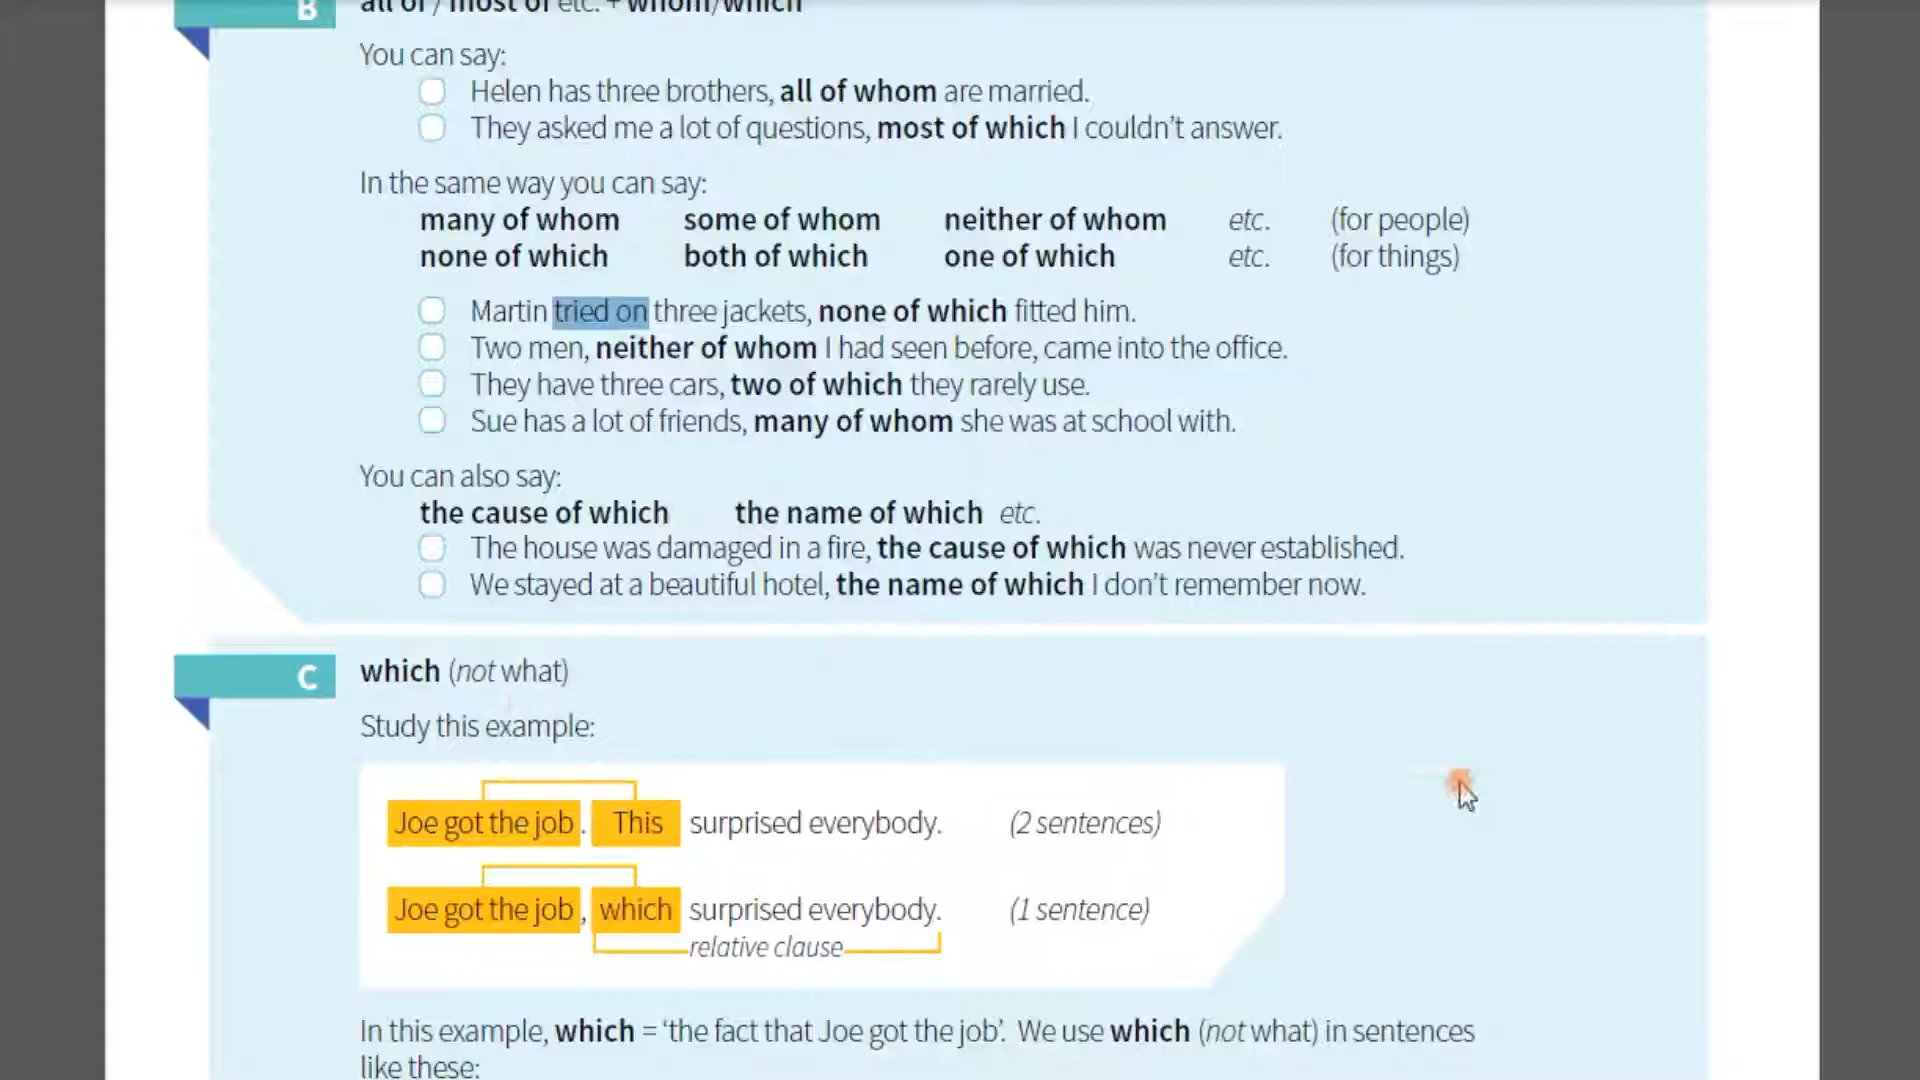 B
all of / most of etc. + whom/which
You can say:
Helen has three brothers, all of whom are married.
They asked me a lot of questions, most of which I couldn't answer.
In the same way you can say:
many of whom some of whom neither of whom etc. (for people)
none of which both of which one of which etc. (for things)
Martin tried on three jackets, none of which fitted him.
Two men, neither of whom I had seen before, came into the office.
They have three cars, two of which they rarely use.
Sue has a lot of friends, many of whom she was at school with.
You can also say:
the cause of which the name of which etc.
The house was damaged in a fire, the cause of which was never established.
We stayed at a beautiful hotel, the name of which I don't remember now.
C
which (not what)
Study this example:
Joe got the job. This surprised everybody. (2 sentences)
Joe got the job, which surprised everybody. (1 sentence)
relative clause
In this example, which = ‘the fact that Joe got the job’. We use which (not what) in sentences
like these: